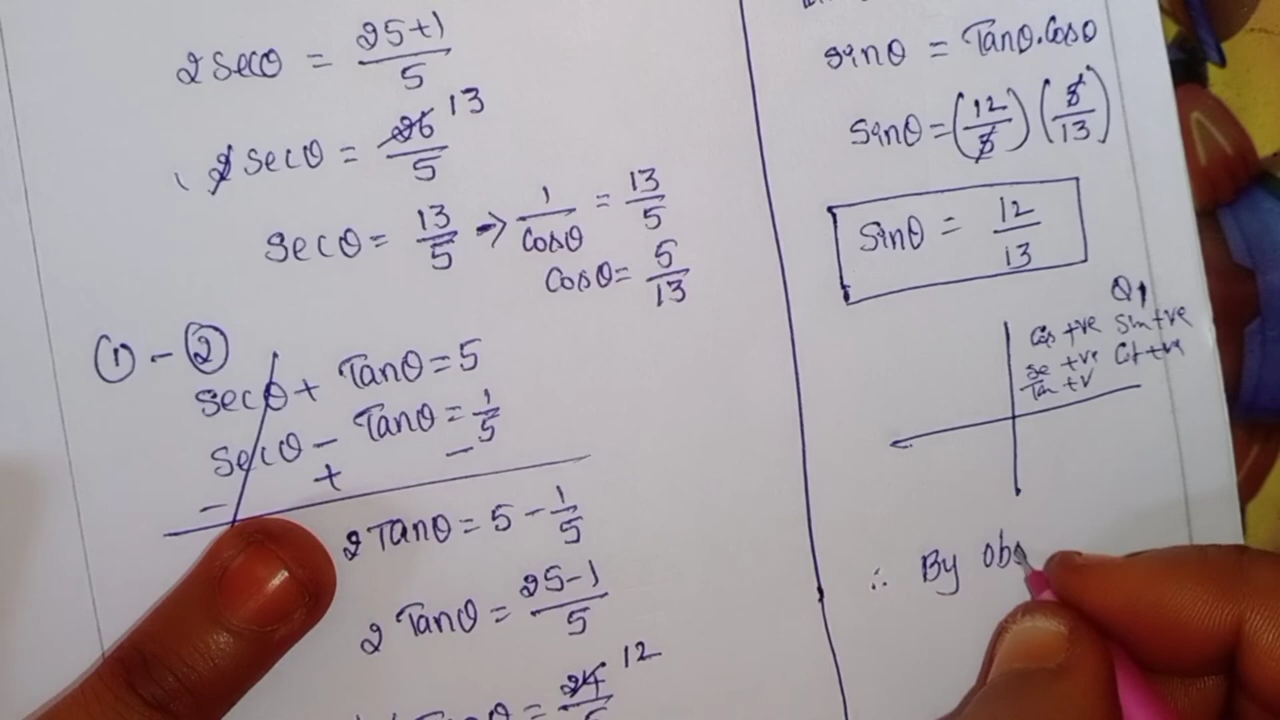 2 secθ = 25+1/5
2 secθ = 26/5 13
secθ = 13/5 → 1/cosθ = 13/5
cosθ = 5/13
① - ②
secθ + Tanθ = 5
secθ - Tanθ = 1/5
- + -
2 Tanθ = 5 - 1/5
2 Tanθ = 25-1/5
Tanθ = 24/5 12
sinθ = Tanθ.cosθ
sinθ = (12/5) (5/13)
sinθ = 12/13
Q1
Cos +ve Sin +ve
se +ve Ct +ve
Tan +v
∴ By obs